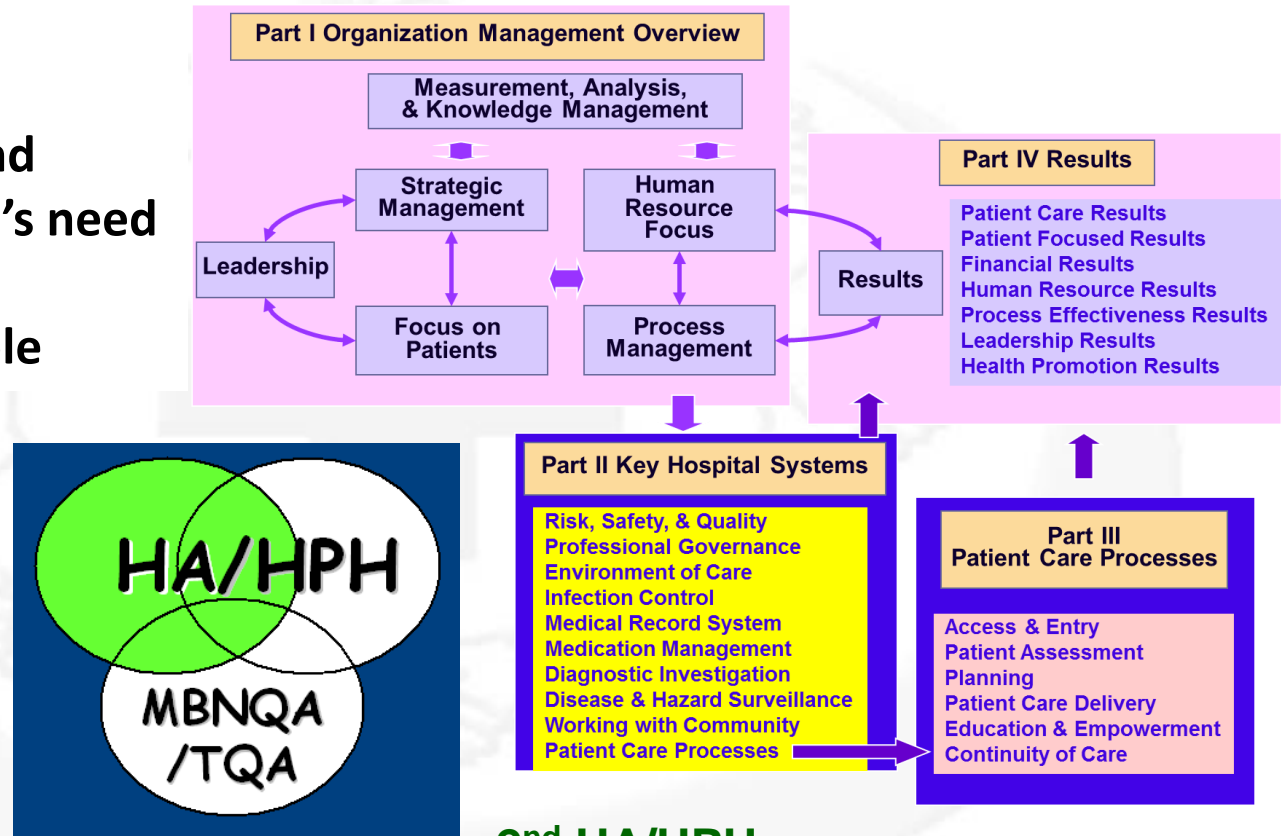 Part I Organization Management Overview
Measurement, Analysis,
& Knowledge Management
nd
's need
le
Strategic
Management
Human
Resource
Focus
Leadership
Results
Focus on
Patients
Process
Management
Part IV Results
Patient Care Results
Patient Focused Results
Financial Results
Human Resource Results
Process Effectiveness Results
Leadership Results
Health Promotion Results
HA/HPH
MBNQA
/TQA
Part II Key Hospital Systems
Risk, Safety, & Quality
Professional Governance
Environment of Care
Infection Control
Medical Record System
Medication Management
Diagnostic Investigation
Disease & Hazard Surveillance
Working with Community
Patient Care Processes
Part III
Patient Care Processes
Access & Entry
Patient Assessment
Planning
Patient Care Delivery
Education & Empowerment
Continuity of Care
2nd HA/HPH